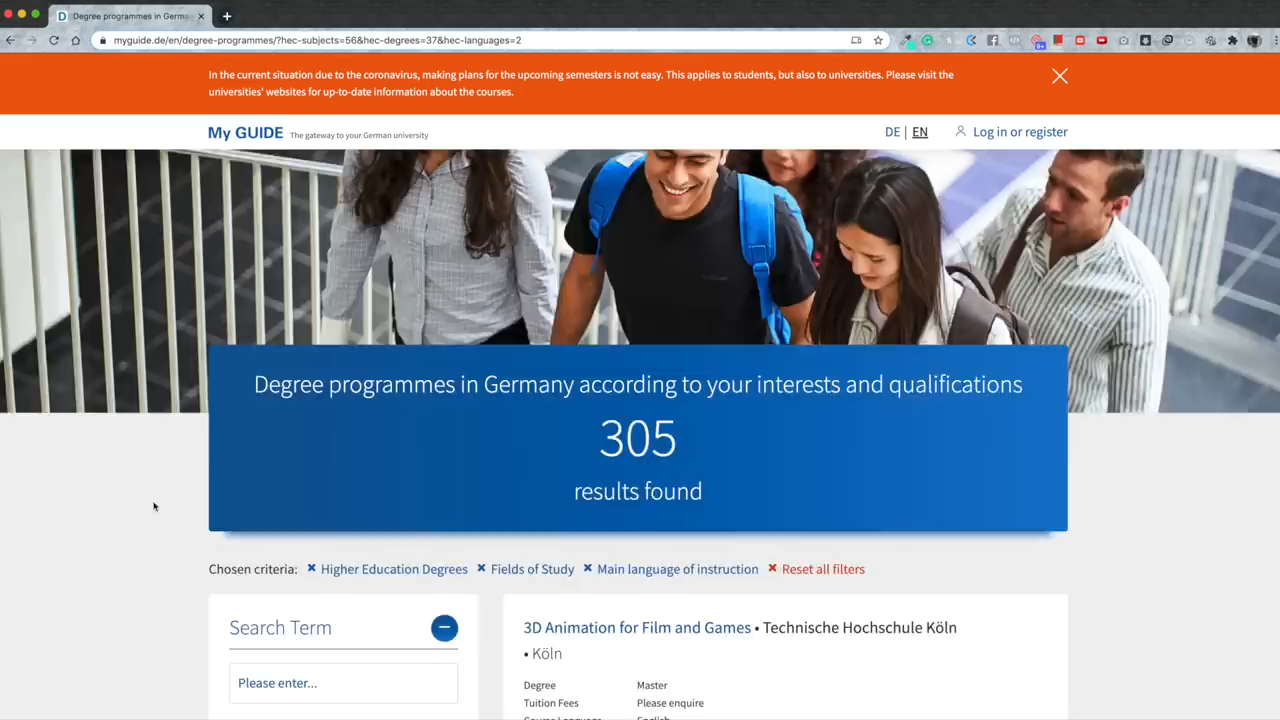 Degree programmes in Germa
myguide.de/en/degree-programmes/?hec-subjects=56&hec-degrees=37&hec-languages=2
In the current situation due to the coronavirus, making plans for the upcoming semesters is not easy. This applies to students, but also to universities. Please visit the
universities' websites for up-to-date information about the courses.
My GUIDE The gateway to your German university
DE | EN Log in or register
Degree programmes in Germany according to your interests and qualifications
305
results found
Chosen criteria: × Higher Education Degrees × Fields of Study × Main language of instruction × Reset all filters
Search Term
Please enter...
3D Animation for Film and Games • Technische Hochschule Köln
• Köln
Degree Master
Tuition Fees Please enquire
Course Language English